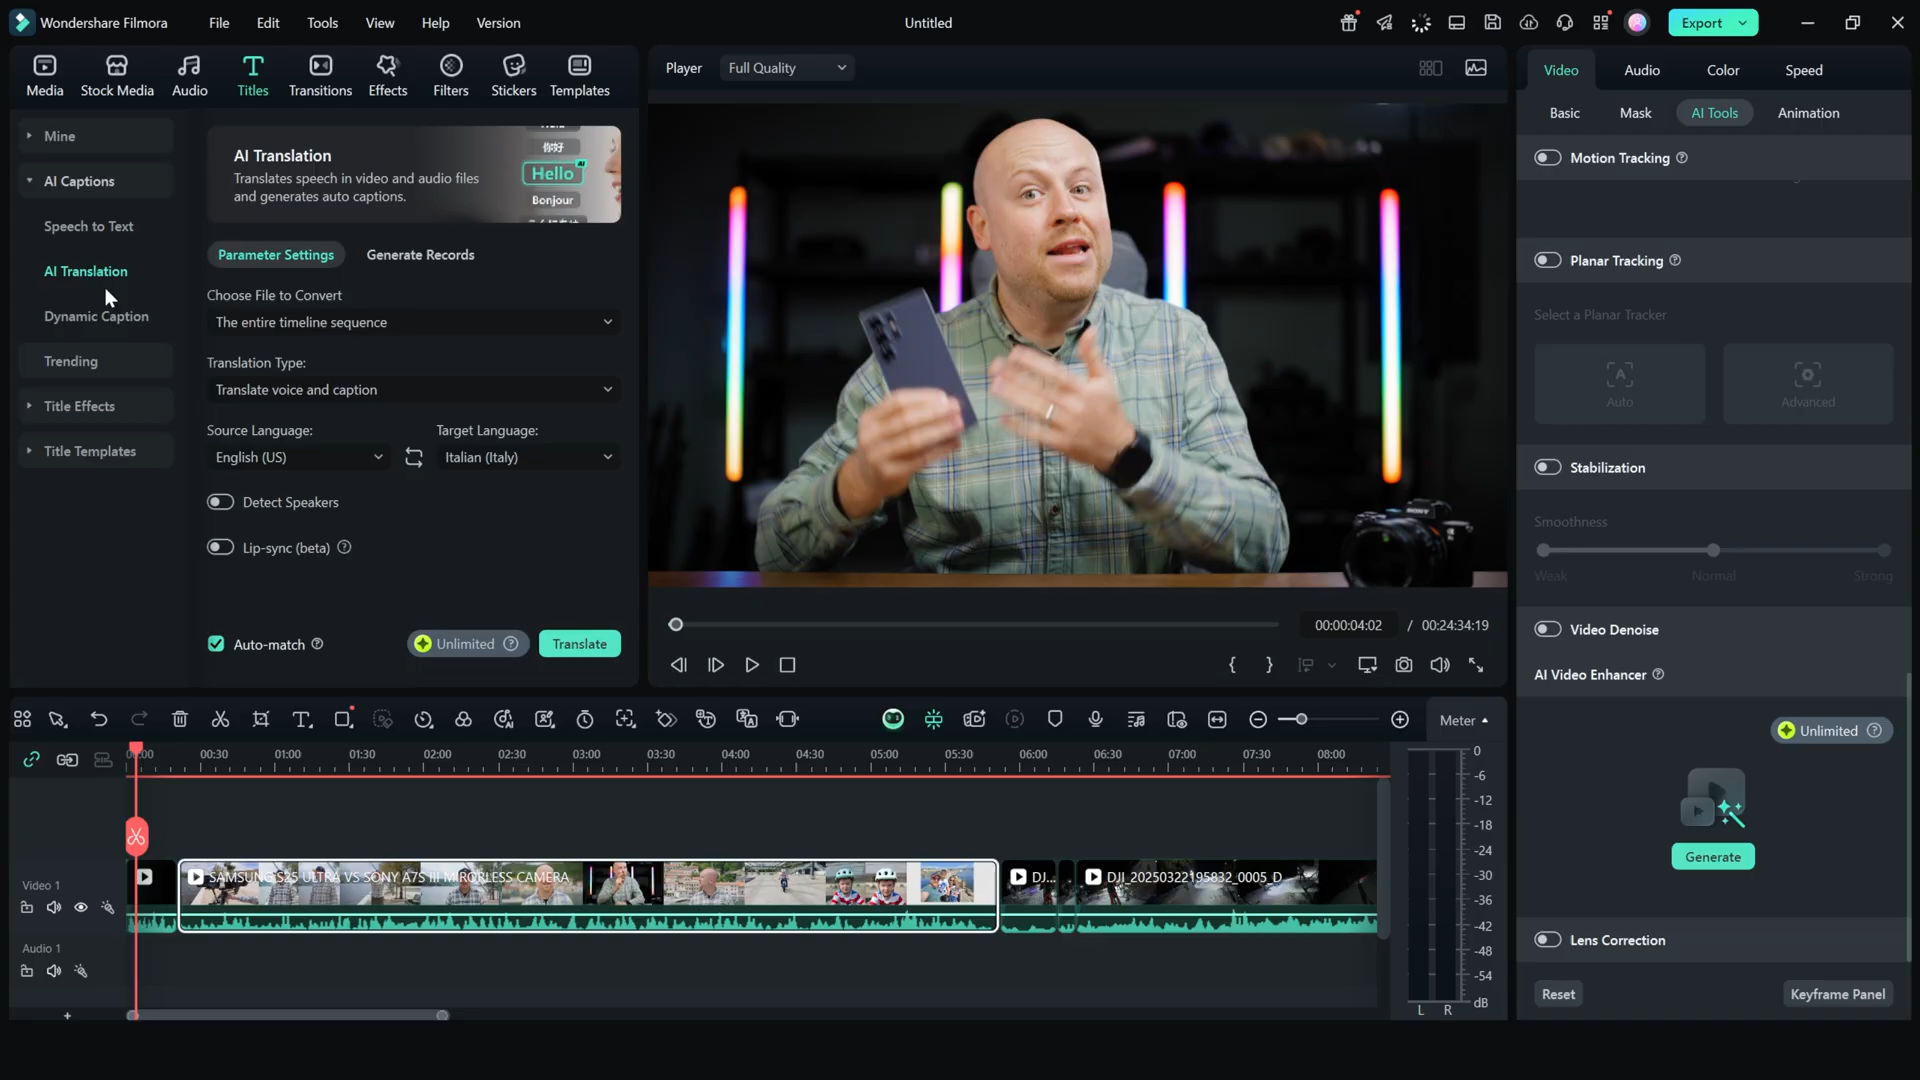 Wondershare Filmora
File
Edit
Tools
View
Help
Version
Untitled
Export
Media
Stock Media
Audio
Titles
Transitions
Effects
Filters
Stickers
Templates
Mine
AI Captions
Speech to Text
AI Translation
Dynamic Caption
Trending
Title Effects
Title Templates
AI Translation
Translates speech in video and audio files
and generates auto captions.
你好
Hello
AI
Bonjour
Parameter Settings
Generate Records
Choose File to Convert
The entire timeline sequence
Translation Type:
Translate voice and caption
Source Language:
Target Language:
English (US)
Italian (Italy)
Detect Speakers
Lip-sync (beta)
Auto-match
Unlimited
Translate
Player
Full Quality
SONY
00:00:04:02 / 00:24:34:19
Video
Audio
Color
Speed
Basic
Mask
AI Tools
Animation
Motion Tracking
Planar Tracking
Select a Planar Tracker
Auto
Advanced
Stabilization
Smoothness
Weak
Normal
Strong
Video Denoise
AI Video Enhancer
Unlimited
Generate
Lens Correction
Reset
Keyframe Panel
Meter
00:30 01:00 01:30 02:00 02:30 03:00 03:30 04:00 04:30 05:00 05:30 06:00 06:30 07:00 07:30 08:00
Video 1
SAMSUNG S25 ULTRA VS SONY A7S III MIRORLESS CAMERA
DJ...
DJI_20250322195832_0005_D
Audio 1
0
-6
-12
-18
-24
-30
-36
-42
-48
-54
dB
L R